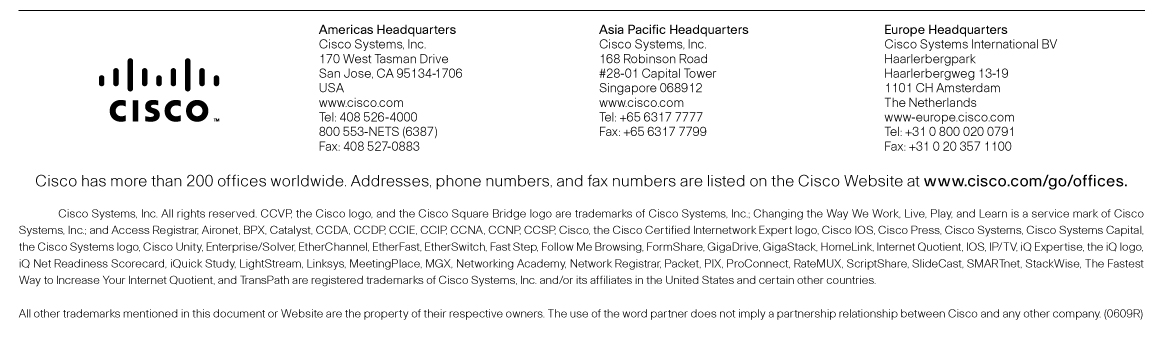 CISCO™
Americas Headquarters
Cisco Systems, Inc.
170 West Tasman Drive
San Jose, CA 95134-1706
USA
www.cisco.com
Tel: 408 526-4000
800 553-NETS (6387)
Fax: 408 527-0883
Asia Pacific Headquarters
Cisco Systems, Inc.
168 Robinson Road
#28-01 Capital Tower
Singapore 068912
www.cisco.com
Tel: +65 6317 7777
Fax: +65 6317 7799
Europe Headquarters
Cisco Systems International BV
Haarlerbergpark
Haarlerbergweg 13-19
1101 CH Amsterdam
The Netherlands
www-europe.cisco.com
Tel: +31 0 800 020 0791
Fax: +31 0 20 357 1100
Cisco has more than 200 offices worldwide. Addresses, phone numbers, and fax numbers are listed on the Cisco Website at www.cisco.com/go/offices.
Cisco Systems, Inc. All rights reserved. CCVP, the Cisco logo, and the Cisco Square Bridge logo are trademarks of Cisco Systems, Inc.; Changing the Way We Work, Live, Play, and Learn is a service mark of Cisco
Systems, Inc.; and Access Registrar, Aironet, BPX, Catalyst, CCDA, CCDP, CCIE, CCIP, CCNA, CCNP, CCSP, Cisco, the Cisco Certified Internetwork Expert logo, Cisco IOS, Cisco Press, Cisco Systems, Cisco Systems Capital,
the Cisco Systems logo, Cisco Unity, Enterprise/Solver, EtherChannel, EtherFast, EtherSwitch, Fast Step, Follow Me Browsing, FormShare, GigaDrive, GigaStack, HomeLink, Internet Quotient, IOS, IP/TV, iQ Expertise, the iQ logo,
iQ Net Readiness Scorecard, iQuick Study, LightStream, Linksys, MeetingPlace, MGX, Networking Academy, Network Registrar, Packet, PIX, ProConnect, RateMUX, ScriptShare, SlideCast, SMARTnet, StackWise, The Fastest
Way to Increase Your Internet Quotient, and TransPath are registered trademarks of Cisco Systems, Inc. and/or its affiliates in the United States and certain other countries.
All other trademarks mentioned in this document or Website are the property of their respective owners. The use of the word partner does not imply a partnership relationship between Cisco and any other company. (0609R)